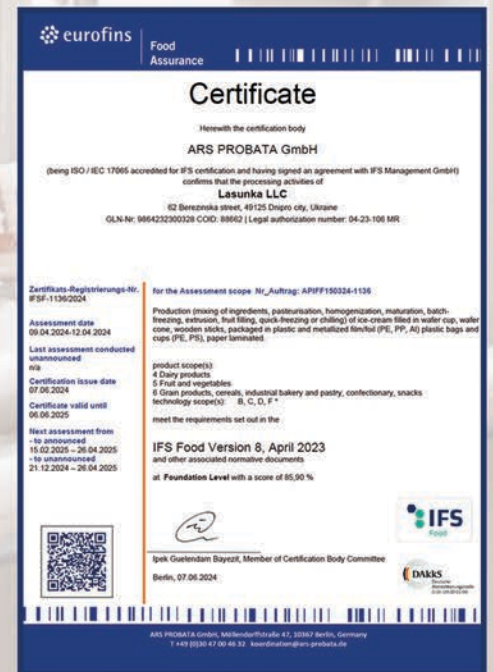 eurofins
Food
Assurance
Certificate
Herewith the certification body
ARS PROBATA GmbH
(being ISO / IEC 17065 accredited for IFS certification and having signed an agreement with IFS Management GmbH)
confirms that the processing activities of
Lasunka LLC
62 Berezinska street, 49125 Dnipro city, Ukraine
GLN-Nr: 9864232300328 COID: 88662 | Legal authorization number: 04-23-106 MR
Zertifikats-Registrierungs-Nr.
IFSF-1136/2024
Assessment date
09.04.2024-12.04 2024
Last assessment conducted
unannounced
n/a
Certification issue date
07.06.2024
Certificate valid until
06.06.2025
Next assessment from
- to announced
15.02.2025 – 26.04.2025
- to unannounced
21.12.2024 – 26.04.2025
for the Assessment scope Nr_Auftrag: APIFF150324-1136
Production (mixing of ingredients, pasteurisation, homogenization, maturation, batch-
freezing, extrusion, fruit filling, quick-freezing or chilling) of ice-cream filled in wafer cup, wafer
cone, wooden sticks, packaged in plastic and metallized film/foil (PE, PP, Al) plastic bags and
cups (PE, PS), paper laminated.
product scope(s):
4 Dairy products
5 Fruit and vegetables
6 Grain products, cereals, industrial bakery and pastry, confectionary, snacks
technology scope(s): B, C, D, F *
meet the requirements set out in the
IFS Food Version 8, April 2023
and other associated normative documents
at Foundation Level with a score of 85,90 %
IFS
Food
Ipek Guelendam Bayezit, Member of Certification Body Committee
Berlin, 07.06.2024
DAkkS
Deutsche
Akkreditierungsstelle
ARS PROBATA GmbH, Möllendorffstraße 47, 10367 Berlin, Germany
T +49 (0)30 47 00 46 32 koordination@ars-probata.de